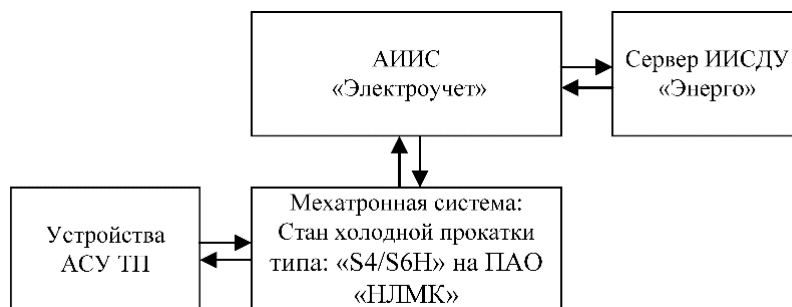 АИИС
«Электроучет»
Сервер ИИСДУ
«Энерго»
Устройства
АСУ ТП
Мехатронная система:
Стан холодной прокатки
типа: «S4/S6H» на ПАО
«НЛМК»